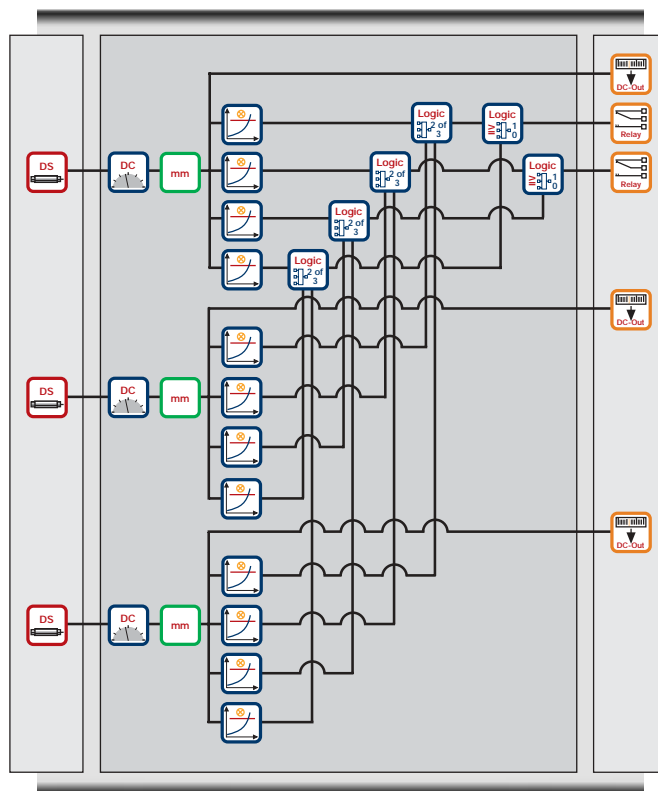 DC-Out
Logic
2 of
3
Logic
≥ 1
0
Relay
DS
DC
mm
Logic
2 of
3
Logic
≥ 1
0
Relay
Logic
2 of
3
Logic
2 of
3
DC-Out
DS
DC
mm
DC-Out
DS
DC
mm